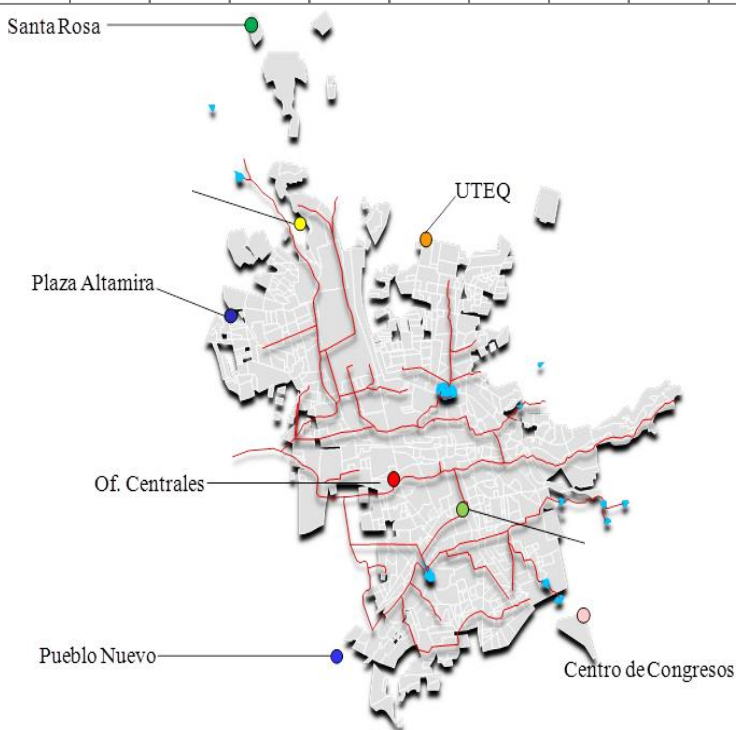 Santa Rosa
UTEQ
Plaza Altamira
Of. Centrales
Pueblo Nuevo
Centro de Congresos